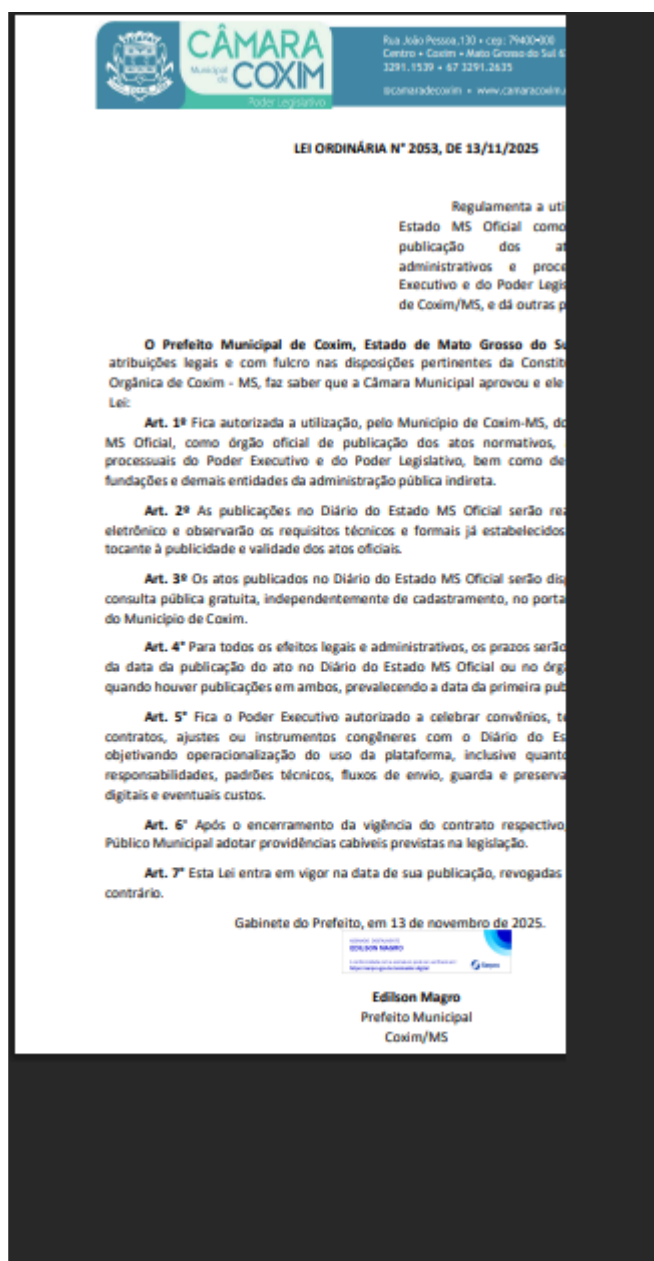 CÂMARA
Municipal de COXIM
Poder Legislativo
Rua João Pessoa,130 • cep: 79400-000
Centro • Coxim • Mato Grosso do Sul 6
3291.1539 • 67 3291.2635
@camaradecoxim • www.camaracoxim.
LEI ORDINÁRIA N° 2053, DE 13/11/2025
Regulamenta a uti
Estado MS Oficial como
publicação dos at
administrativos e proce
Executivo e do Poder Legis
de Coxim/MS, e dá outras p
O Prefeito Municipal de Coxim, Estado de Mato Grosso do Su
atribuições legais e com fulcro nas disposições pertinentes da Constit
Orgânica de Coxim - MS, faz saber que a Câmara Municipal aprovou e ele
Lei:
Art. 1º Fica autorizada a utilização, pelo Município de Coxim-MS, do
MS Oficial, como órgão oficial de publicação dos atos normativos,
processuais do Poder Executivo e do Poder Legislativo, bem como de
fundações e demais entidades da administração pública indireta.
Art. 2º As publicações no Diário do Estado MS Oficial serão rea
eletrônico e observarão os requisitos técnicos e formais já estabelecidos
tocante à publicidade e validade dos atos oficiais.
Art. 3º Os atos publicados no Diário do Estado MS Oficial serão disp
consulta pública gratuita, independentemente de cadastramento, no porta
do Município de Coxim.
Art. 4° Para todos os efeitos legais e administrativos, os prazos serão
da data da publicação do ato no Diário do Estado MS Oficial ou no órgã
quando houver publicações em ambos, prevalecendo a data da primeira pub
Art. 5° Fica o Poder Executivo autorizado a celebrar convênios, te
contratos, ajustes ou instrumentos congêneres com o Diário do Es
objetivando operacionalização do uso da plataforma, inclusive quanto
responsabilidades, padrões técnicos, fluxos de envio, guarda e preserva
digitais e eventuais custos.
Art. 6° Após o encerramento da vigência do contrato respectivo,
Público Municipal adotar providências cabíveis previstas na legislação.
Art. 7° Esta Lei entra em vigor na data de sua publicação, revogadas
contrário.
Gabinete do Prefeito, em 13 de novembro de 2025.
EDILSON MAGRO
Serpro
Edilson Magro
Prefeito Municipal
Coxim/MS